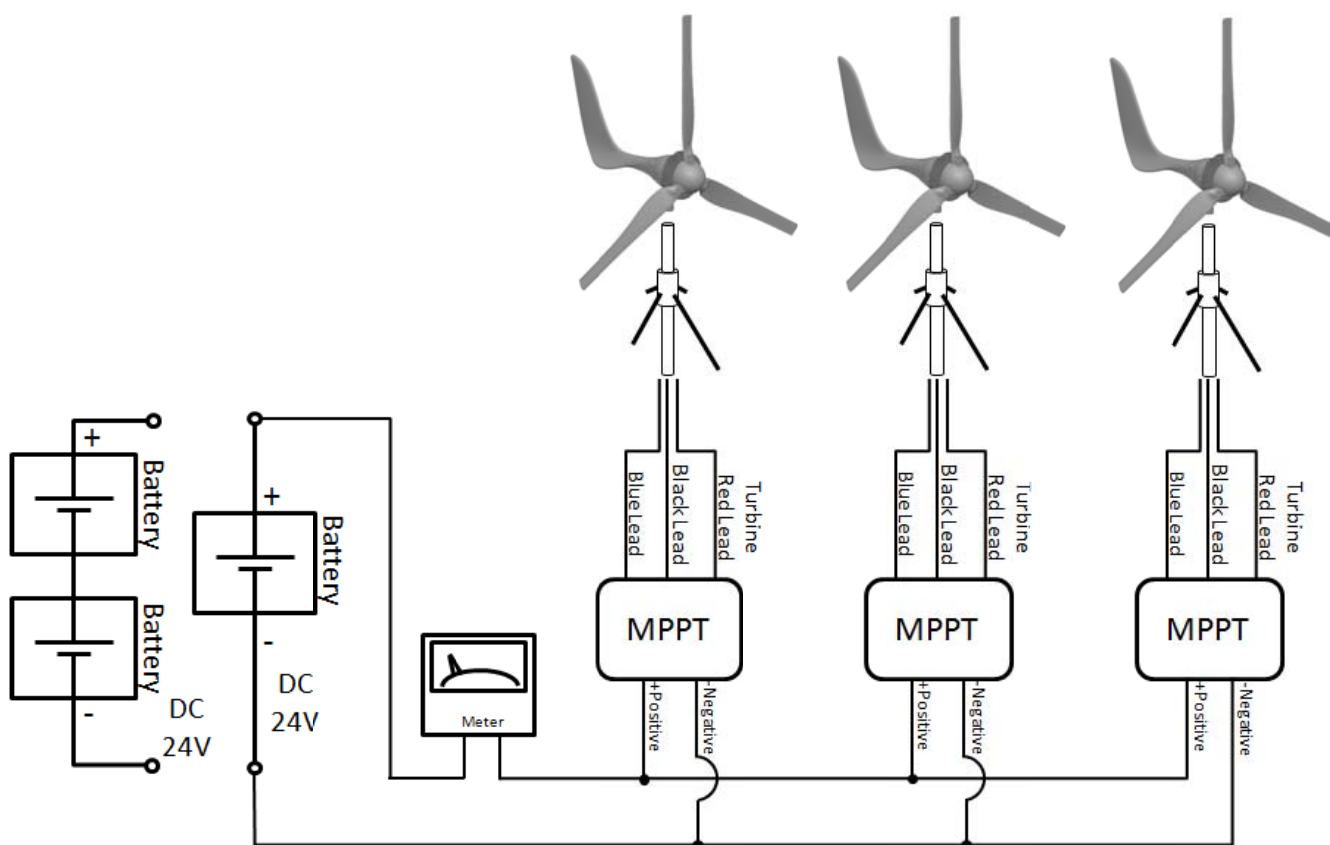 +
Battery
Battery
-
DC
24V
+
Battery
-
DC
24V
Meter
Blue Lead
Black Lead
Red Lead
Turbine
MPPT
+Positive
-Negative
Blue Lead
Black Lead
Red Lead
Turbine
MPPT
+Positive
-Negative
Blue Lead
Black Lead
Red Lead
Turbine
MPPT
+Positive
-Negative